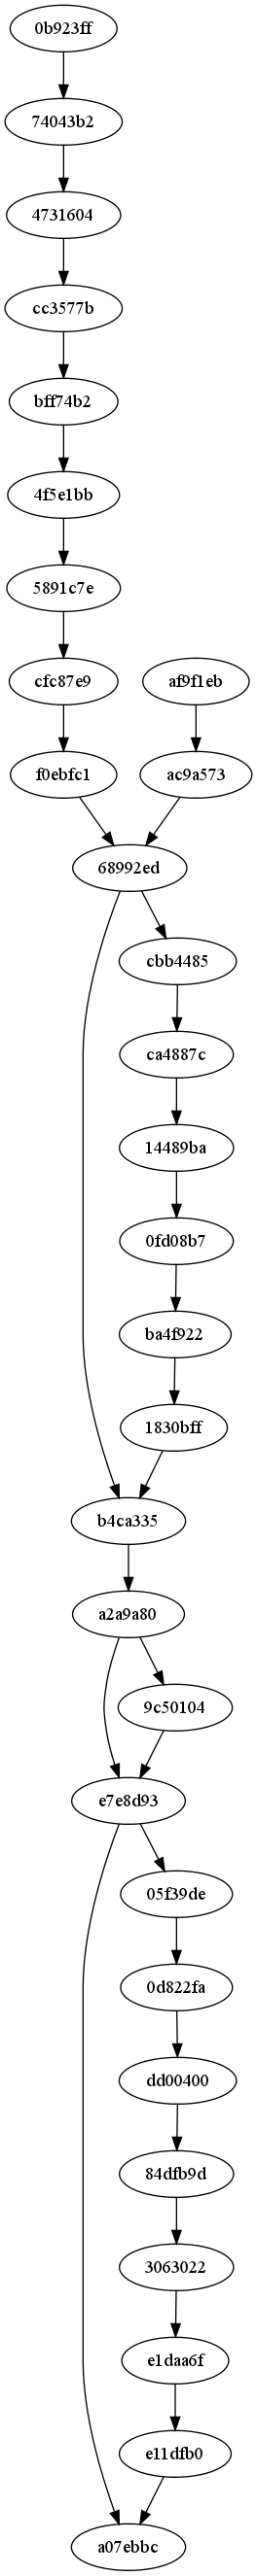 0b923ff
74043b2
4731604
cc3577b
bff74b2
4f5e1bb
5891c7e
cfc87e9 af9f1eb
f0ebfc1 ac9a573
68992ed
cbb4485
ca4887c
14489ba
0fd08b7
ba4f922
1830bff
b4ca335
a2a9a80
9c50104
e7e8d93
05f39de
0d822fa
dd00400
84dfb9d
3063022
e1daa6f
e11dfb0
a07ebbc